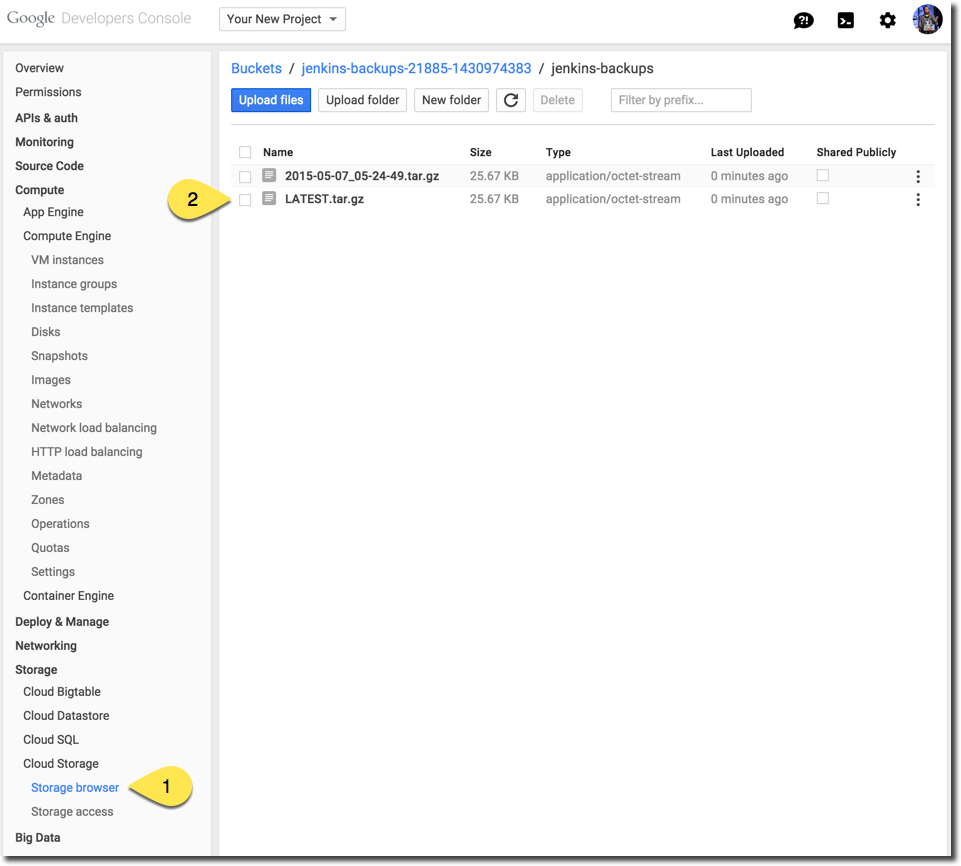 Google Developers Console
Your New Project
?!
Buckets / jenkins-backups-21885-1430974383 / jenkins-backups
Upload files Upload folder New folder Delete Filter by prefix...
Name Size Type Last Uploaded Shared Publicly
2015-05-07_05-24-49.tar.gz 25.67 KB application/octet-stream 0 minutes ago
LATEST.tar.gz 25.67 KB application/octet-stream 0 minutes ago
2
Overview
Permissions
APIs & auth
Monitoring
Source Code
Compute
App Engine
Compute Engine
VM instances
Instance groups
Instance templates
Disks
Snapshots
Images
Networks
Network load balancing
HTTP load balancing
Metadata
Zones
Operations
Quotas
Settings
Container Engine
Deploy & Manage
Networking
Storage
Cloud Bigtable
Cloud Datastore
Cloud SQL
Cloud Storage
Storage browser
1
Storage access
Big Data